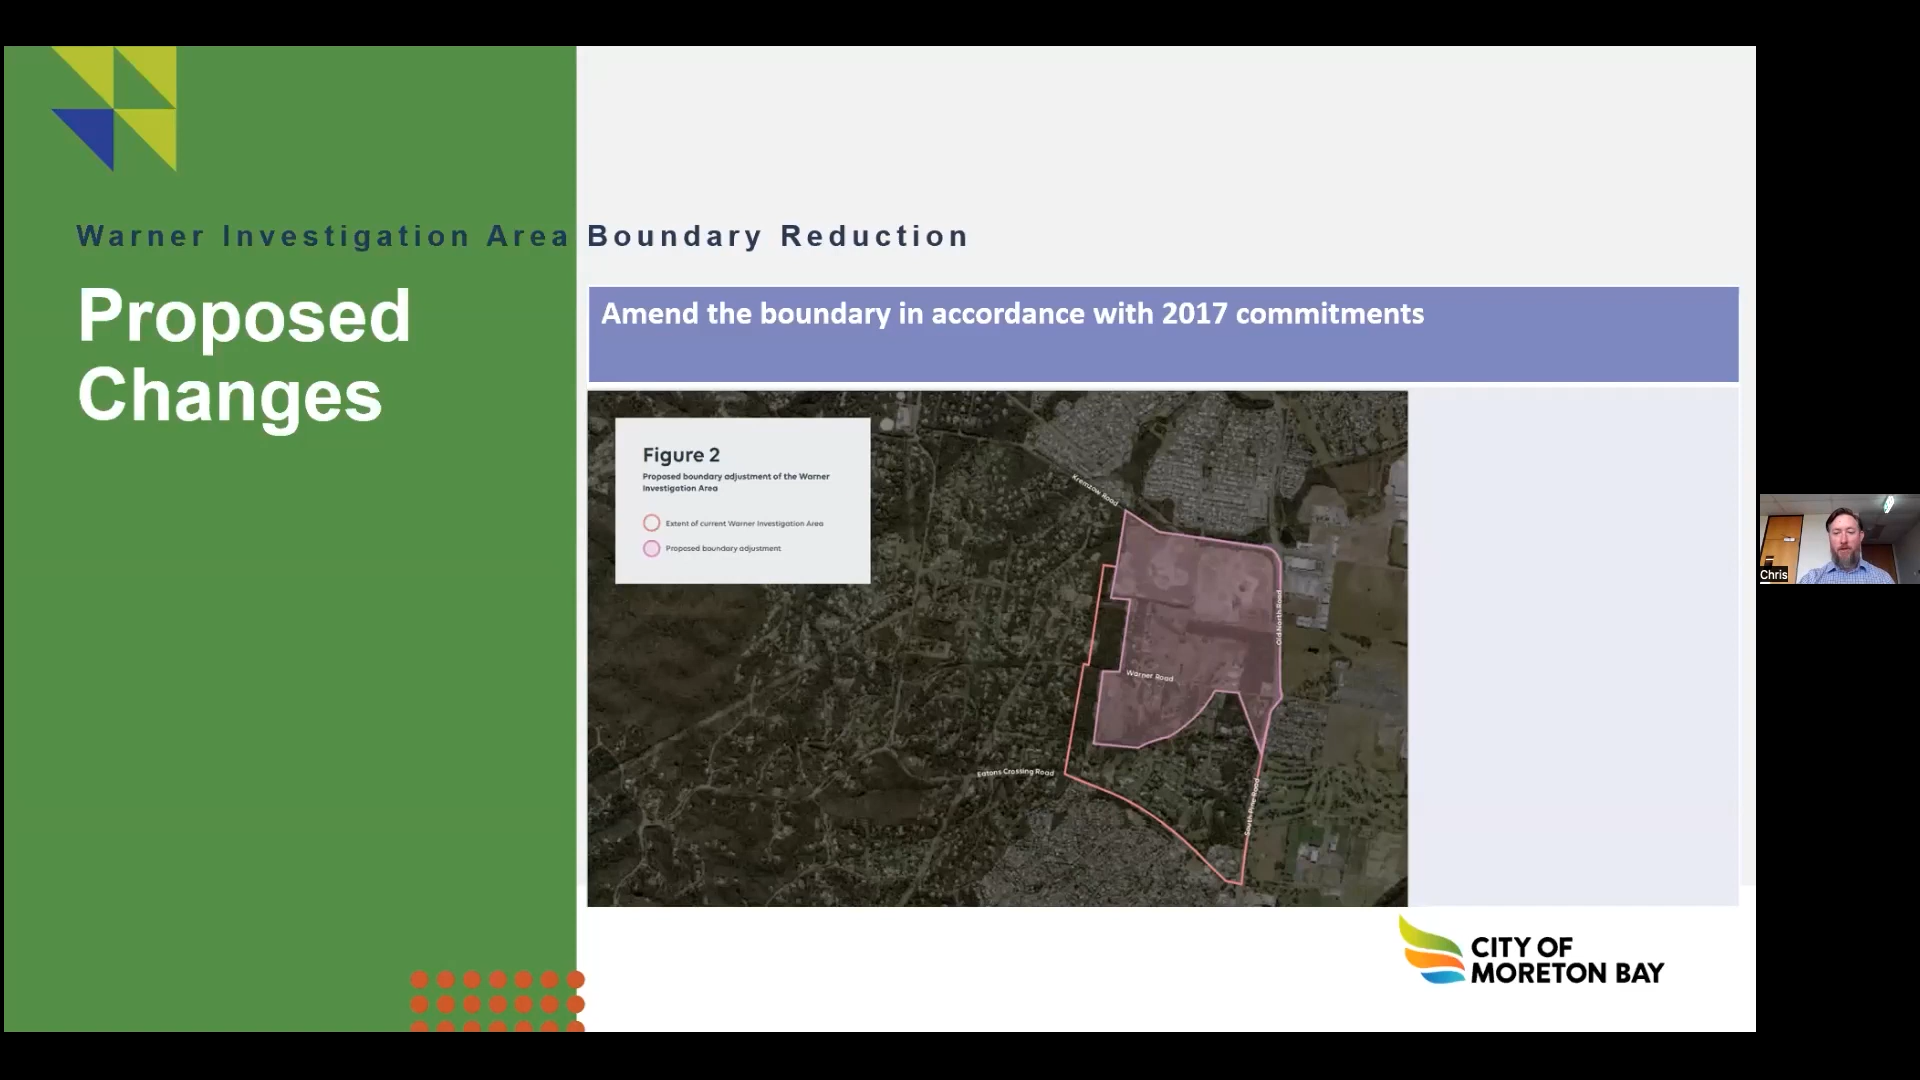 Warner Investigation Area Boundary Reduction
Proposed
Changes
Amend the boundary in accordance with 2017 commitments
Figure 2
Proposed boundary adjustment of the Warner
Investigation Area
Extent of current Warner Investigation Area
Proposed boundary adjustment
Kremzow Road
Old North Road
Warner Road
Eatons Crossing Road
South Pine Road
CITY OF
MORETON BAY
Chris